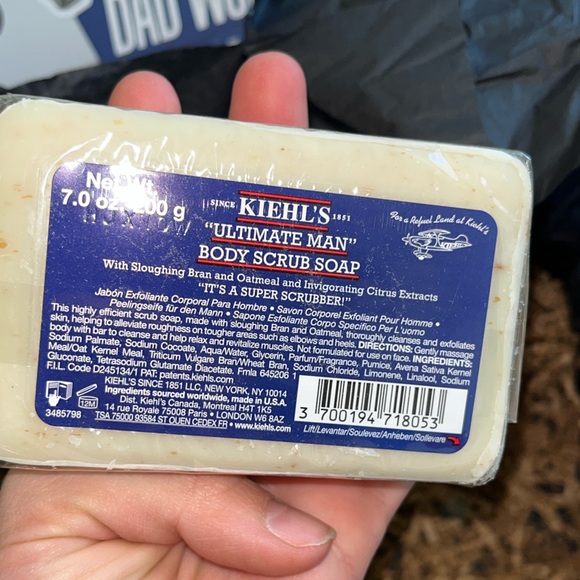 DAD
Net Wt.
7.0 oz. 200 g
SINCE KIEHL'S 1851
"ULTIMATE MAN"
BODY SCRUB SOAP
For a Refuel Land at Kiehl's
With Sloughing Bran and Oatmeal and Invigorating Citrus Extracts
"IT'S A SUPER SCRUBBER!"
Jabón Exfoliante Corporal Para Hombre • Savon Corporel Exfoliant Pour Homme •
Peelingseife für den Mann • Sapone Esfoliante Corpo Specifico Per L'uomo
This highly efficient scrub soap, made with sloughing Bran and Oatmeal, thoroughly cleanses and exfoliates
skin, helping to alleviate roughness on tougher areas such as elbows and heels. DIRECTIONS: Gently massage
body with bar to cleanse and help relax and revitalize muscles. Not formulated for use on face. INGREDIENTS:
Sodium Palmate, Sodium Cocoate, Aqua/Water, Glycerin, Parfum/Fragrance, Pumice, Avena Sativa Kernel
Meal/Oat Kernel Meal, Triticum Vulgare Bran/Wheat Bran, Sodium Chloride, Limonene, Linalool, Sodium
Gluconate, Tetrasodium Glutamate Diacetate. Fmla 645206 1
F.I.L. Code D245134/1 PAT. patents.kiehls.com
KIEHL'S SINCE 1851 LLC, NEW YORK, NY 10014
Ingredients sourced worldwide, made in U.S.A.
Dist. Kiehl's Canada, Montreal H4T 1K5
14 rue Royale 75008 Paris • LONDON W6 8AZ
TSA 75000 93584 ST OUEN CEDEX FR • www.kiehls.com
12M
3485798
3 700194 718053
Lift/Levantar/Soulevez/Anheben/Sollevare